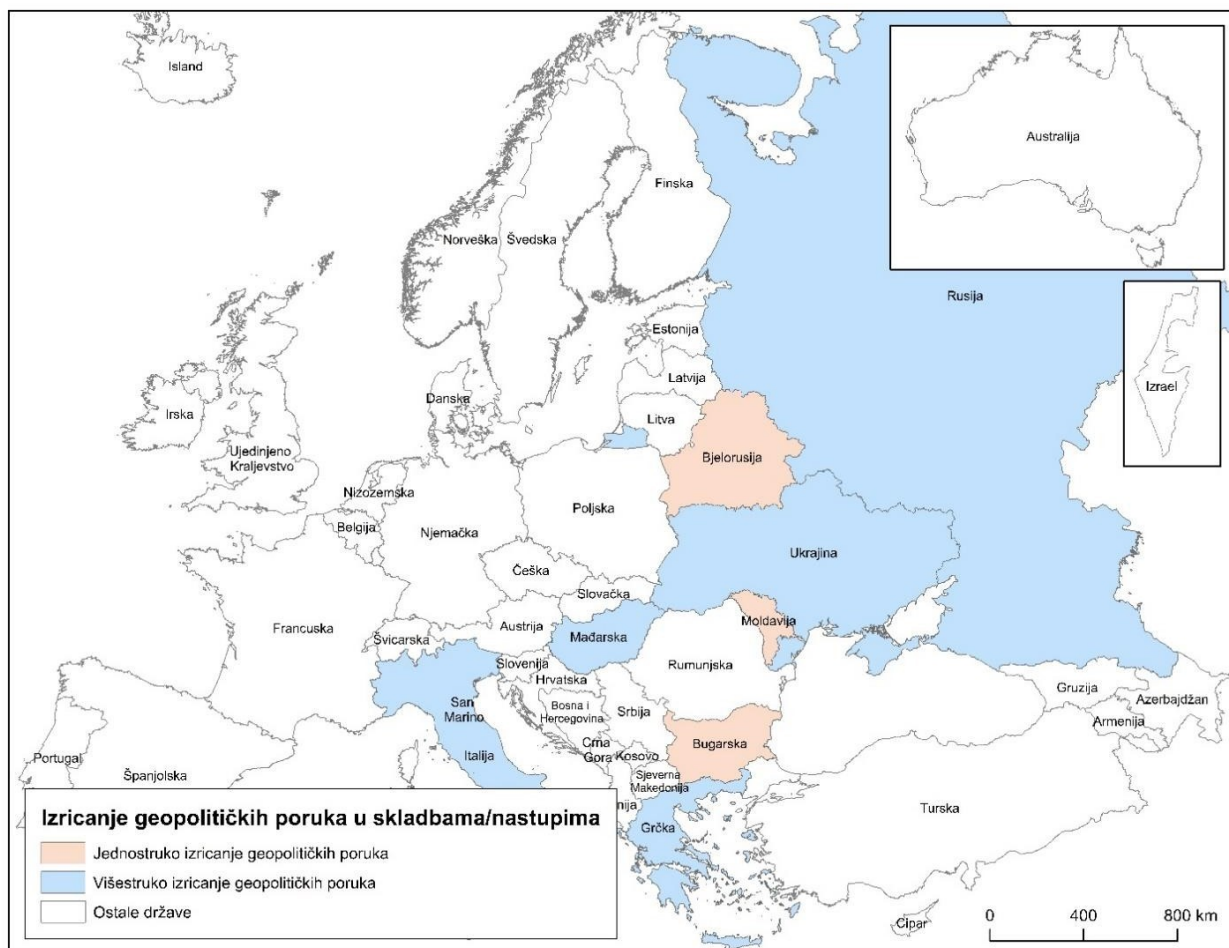 Island
Finska
Norveška
Švedska
Australija
Rusija
Estonija
Latvija
Izrael
Danska
Litva
Irska
Ujedinjeno
Kraljevstvo
Bjelorusija
Nizozemska
Poljska
Belgija
Njemačka
Ukrajina
Češka
Slovačka
Moldavija
Francuska
Austrija
Mađarska
Švicarska
Slovenija
Rumunjska
Hrvatska
Gruzija
Azerbajdžan
San
Marino
Bosna i
Hercegovina
Srbija
Armenija
Crna
Gora
Kosovo
Bugarska
Portugal
Italija
Španjolska
Sjeverna
Makedonija
nija
Turska
Grčka
Cipar
Izricanje geopolitičkih poruka u skladbama/nastupima
Jednostruko izricanje geopolitičkih poruka
Višestruko izricanje geopolitičkih poruka
Ostale države
0 400 800 km